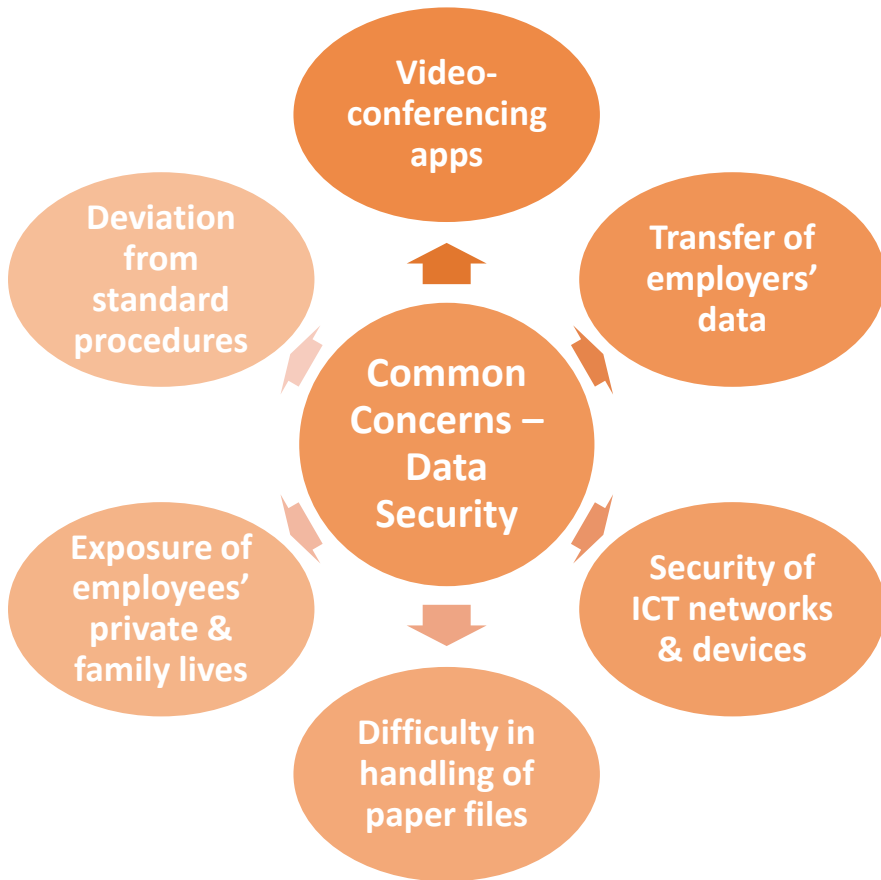 Video-
conferencing
apps
Transfer of
employers’
data
Security of
ICT networks
& devices
Difficulty in
handling of
paper files
Exposure of
employees’
private &
family lives
Deviation
from
standard
procedures
Common
Concerns –
Data
Security